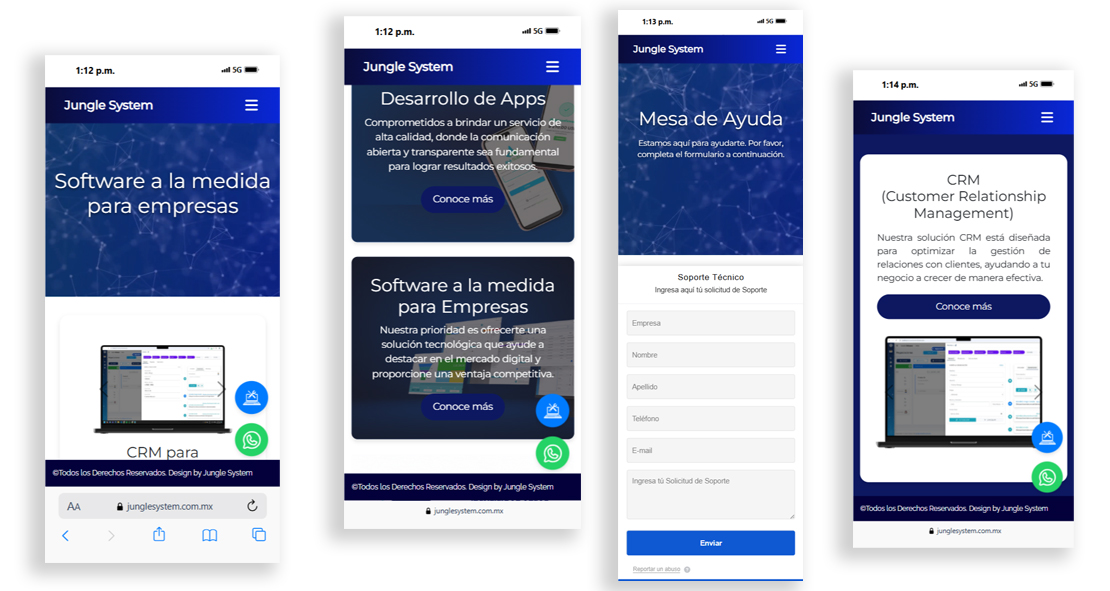 1:12 p.m.
5G
Jungle System
Software a la medida
para empresas
CRM para
©Todos los Derechos Reservados. Design by Jungle System
AA
junglesystem.com.mx
1:12 p.m.
5G
Jungle System
Desarrollo de Apps
Comprometidos a brindar un servicio de
alta calidad, donde la comunicación
abierta y transparente sea fundamental
para lograr resultados exitosos.
Conoce más
Software a la medida
para Empresas
Nuestra prioridad es ofrecerte una
solución tecnológica que ayude a
destacar en el mercado digital y
proporcione una ventaja competitiva.
Conoce más
©Todos los Derechos Reservados. Design by Jungle System
junglesystem.com.mx
1:13 p.m.
5G
Jungle System
Mesa de Ayuda
Estamos aquí pára ayudarte. Por favor,
completa el formulario a continuación.
Soporte Técnico
Ingresa aquí tú solicitud de Soporte
Empresa
Nombre
Apellido
Teléfono
E-mail
Ingresa tú Solicitud de Soporte
Enviar
Reportar un abuso
1:14 p.m.
5G
Jungle System
CRM
(Customer Relationship
Management)
Nuestra solución CRM está diseñada
para optimizar la gestión de
relaciones con clientes, ayudando a tu
negocio a crecer de manera efectiva.
Conoce más
©Todos los Derechos Reservados. Design by Jungle System
junglesystem.com.mx